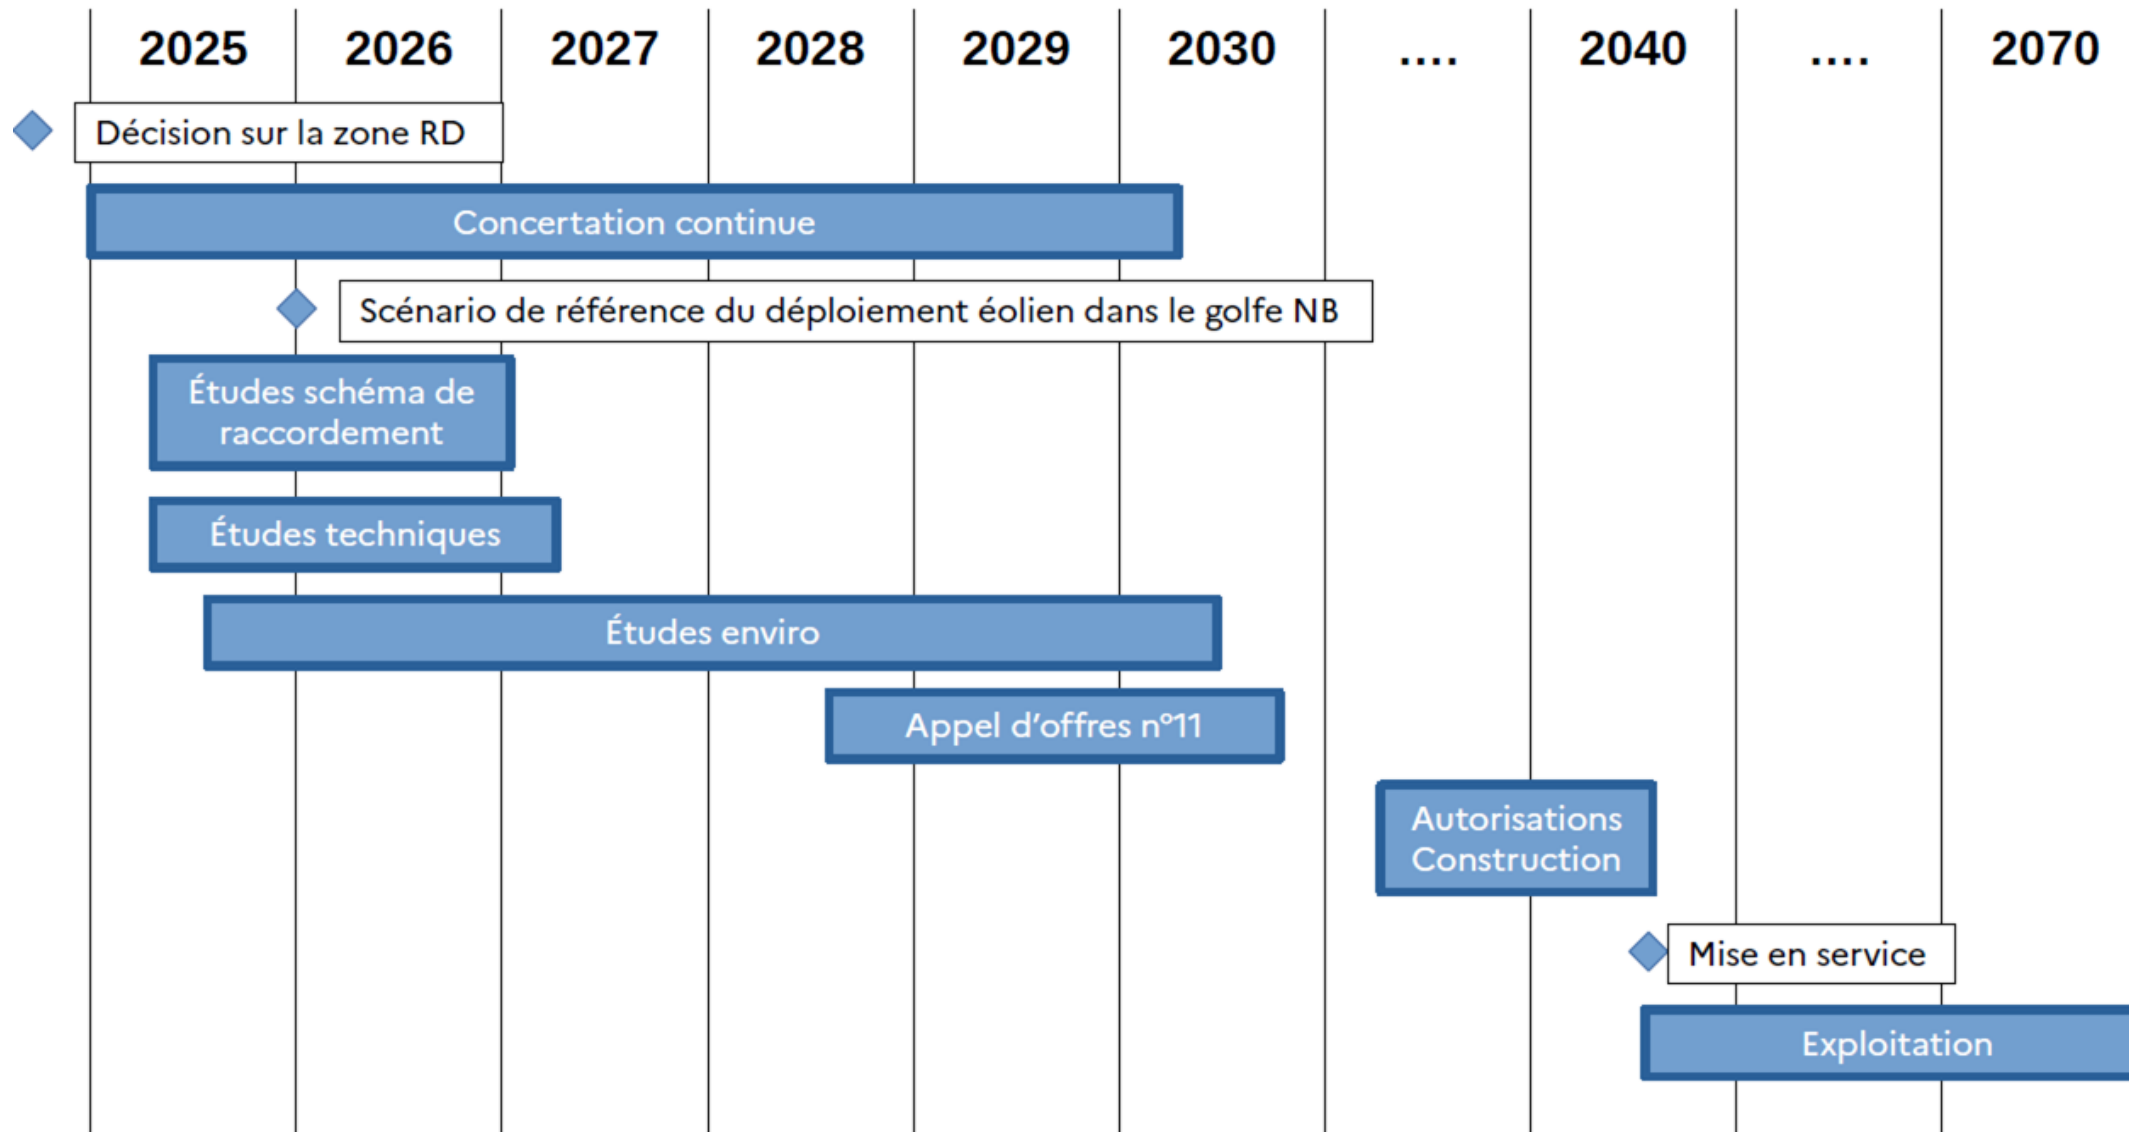 2025 2026 2027 2028 2029 2030 .... 2040 .... 2070
Décision sur la zone RD
Concertation continue
Scénario de référence du déploiement éolien dans le golfe NB
Études schéma de
raccordement
Études techniques
Études enviro
Appel d'offres n°11
Autorisations
Construction
Mise en service
Exploitation